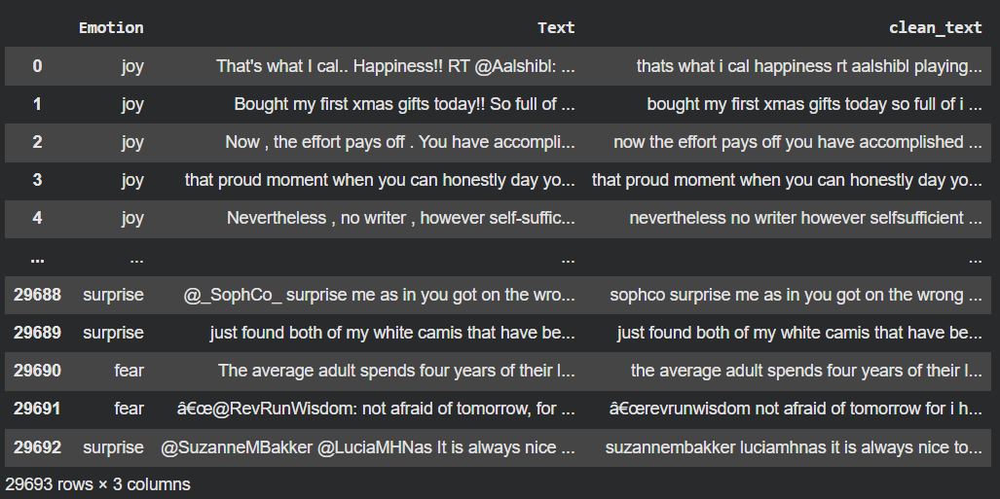 Emotion Text clean_text
0 joy That's what I cal.. Happiness!! RT @Aalshibl: ... thats what i cal happiness rt aalshibl playing...
1 joy Bought my first xmas gifts today!! So full of ... bought my first xmas gifts today so full of i ...
2 joy Now , the effort pays off . You have accompli... now the effort pays off you have accomplished ...
3 joy that proud moment when you can honestly day yo... that proud moment when you can honestly day yo...
4 joy Nevertheless , no writer , however self-suffic... nevertheless no writer however selfsufficient ...
... ... ... ...
29688 surprise @_SophCo_ surprise me as in you got on the wro... sophco surprise me as in you got on the wrong ...
29689 surprise just found both of my white camis that have be... just found both of my white camis that have be...
29690 fear The average adult spends four years of their l... the average adult spends four years of their l...
29691 fear “@RevRunWisdom: not afraid of tomorrow, for ... “revrunwisdom not afraid of tomorrow for i h...
29692 surprise @SuzanneMBakker @LuciaMHNas It is always nice ... suzannembakker luciamhnas it is always nice to...
29693 rows × 3 columns